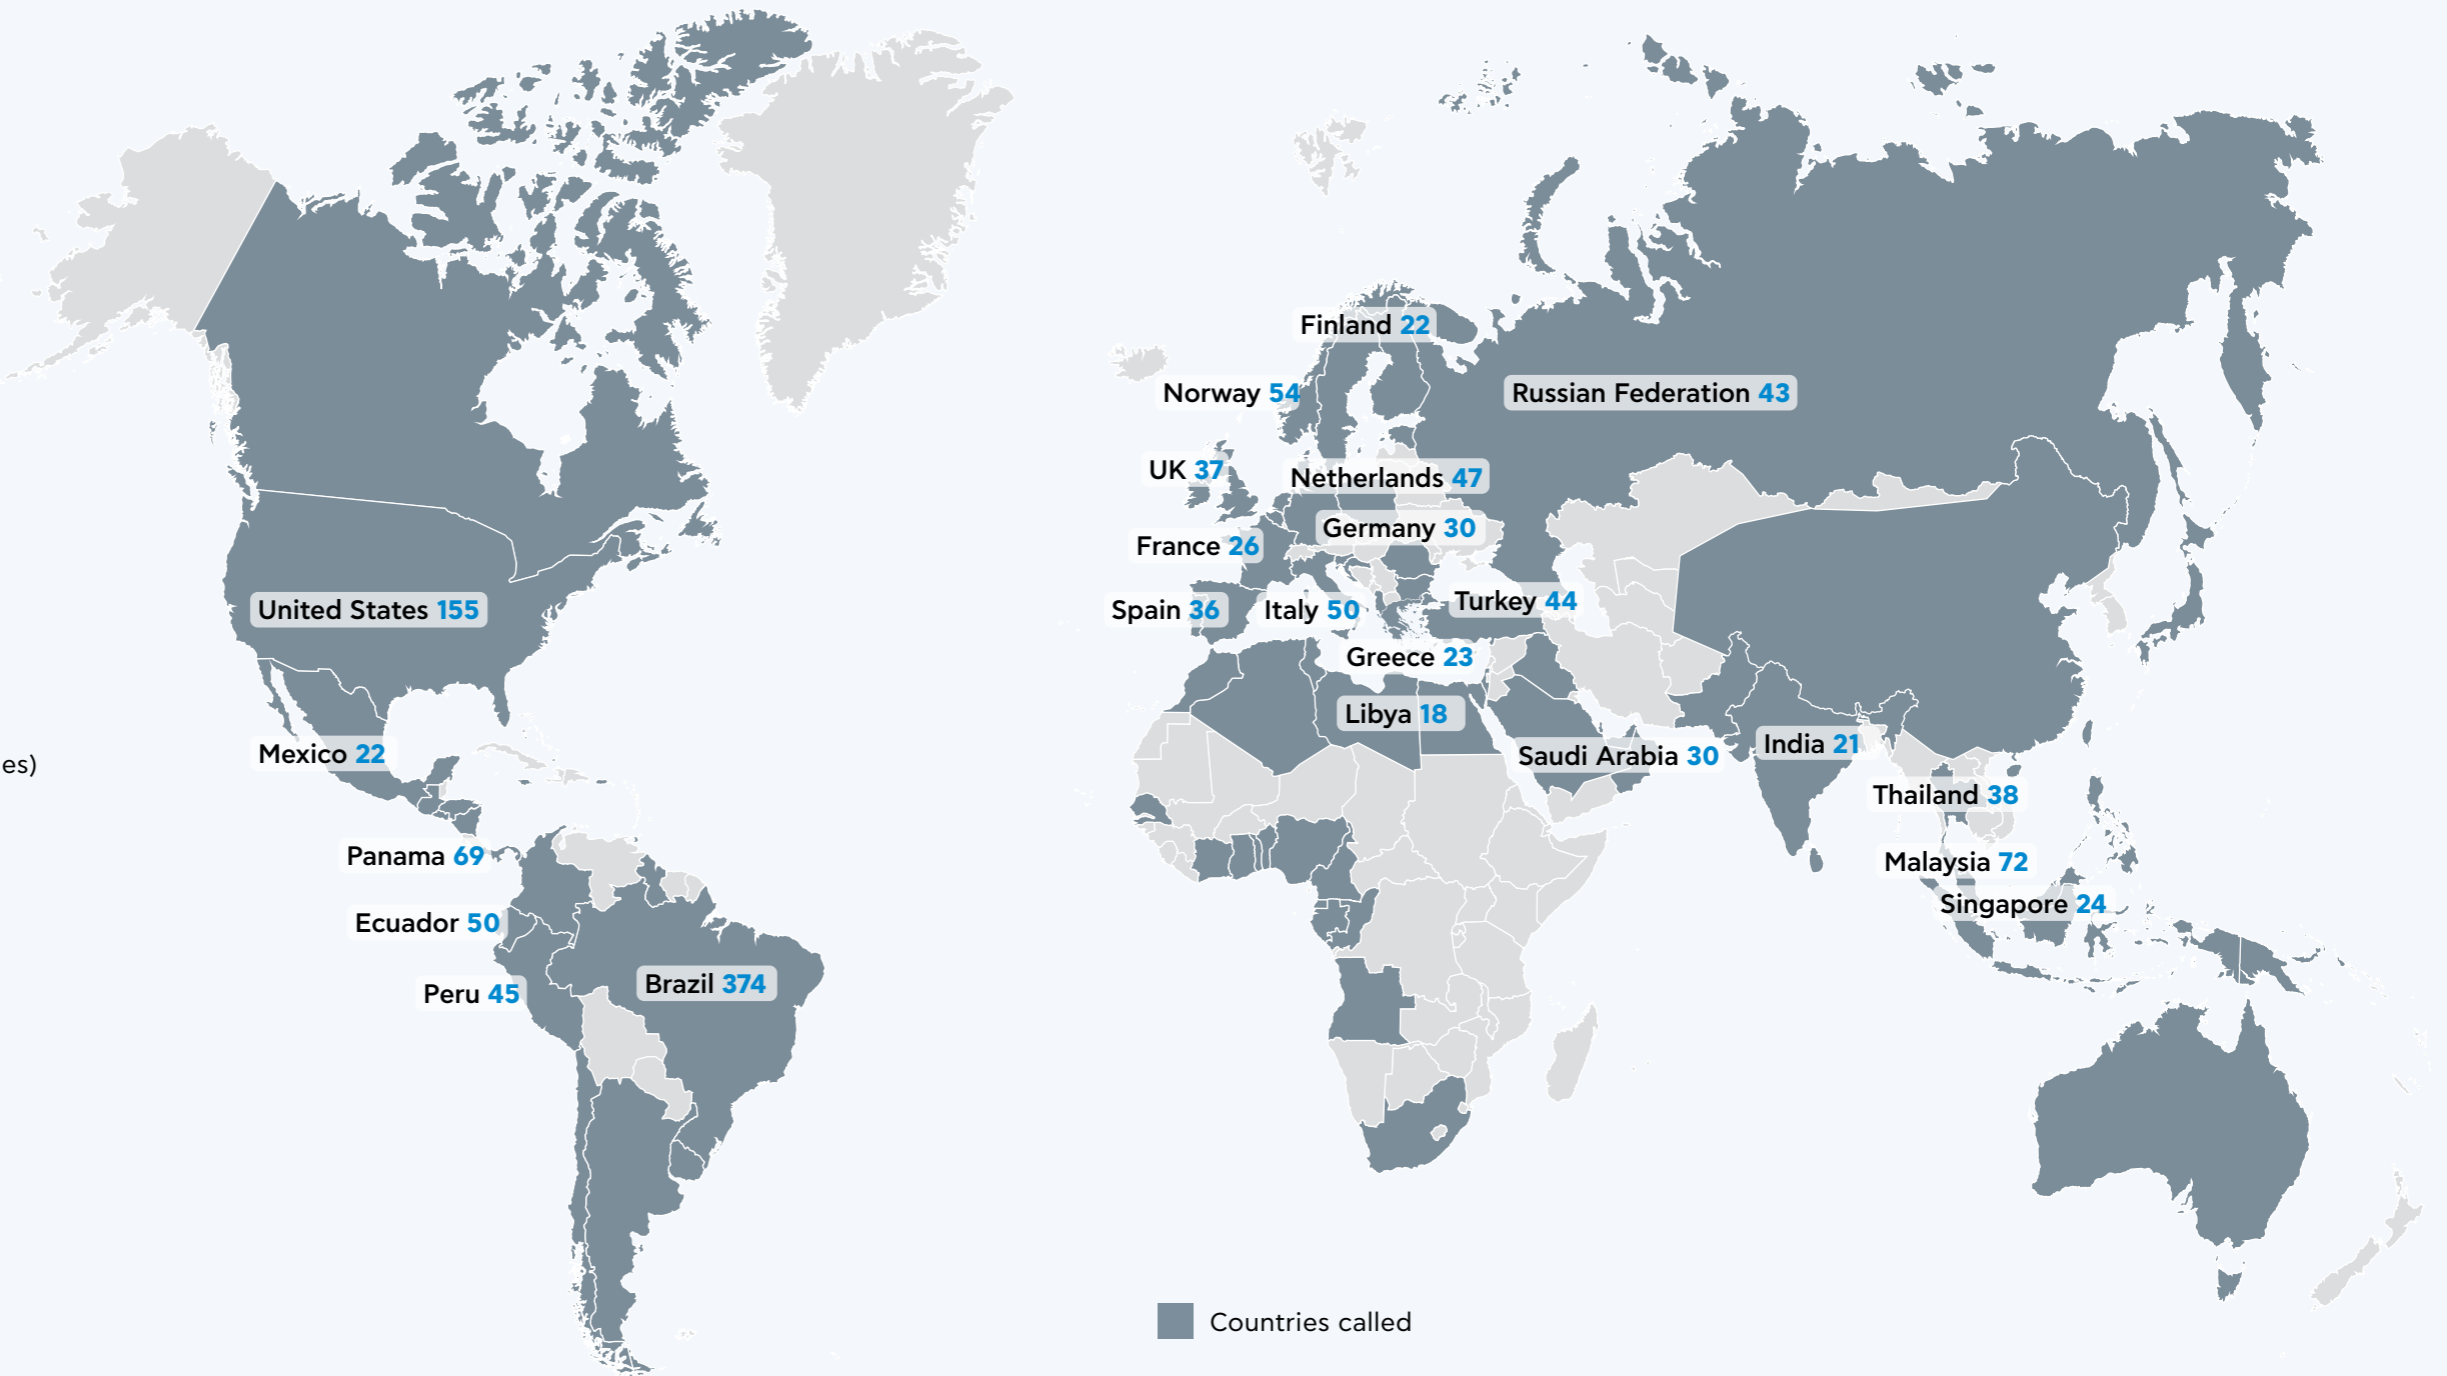 Finland 22
Norway 54
Russian Federation 43
UK 37
Netherlands 47
Germany 30
France 26
Turkey 44
United States 155
Spain 36
Italy 50
Greece 23
Libya 18
Mexico 22
Saudi Arabia 30
India 21
es)
Thailand 38
Panama 69
Malaysia 72
Singapore 24
Ecuador 50
Brazil 374
Peru 45
Countries called